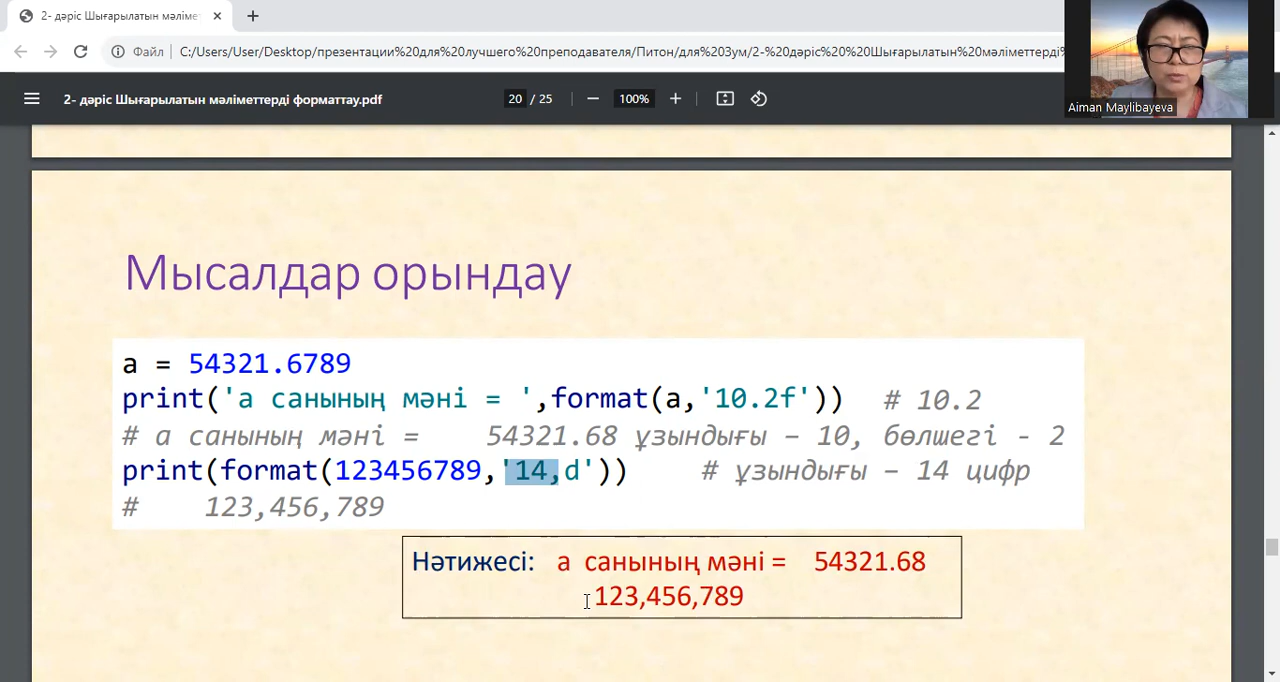 2- дәріс Шығарылатын мәліме
Файл
C:/Users/User/Desktop/презентации%20для%20лучшего%20преподавателя/Питон/для%20зум/2-%20дәріс%20%20Шығарылатын%20мәліметтерді%
2- дәріс Шығарылатын мәліметтерді форматтау.pdf
20 / 25
100%
Aiman Maylibayeva
Мысалдар орындау
a = 54321.6789
print('а санының мәні = ',format(a,'10.2f')) # 10.2
# а санының мәні = 54321.68 ұзындығы – 10, бөлшегі - 2
print(format(123456789,'14,d')) # ұзындығы – 14 цифр
# 123,456,789
Нәтижесі: а санының мәні = 54321.68
123,456,789